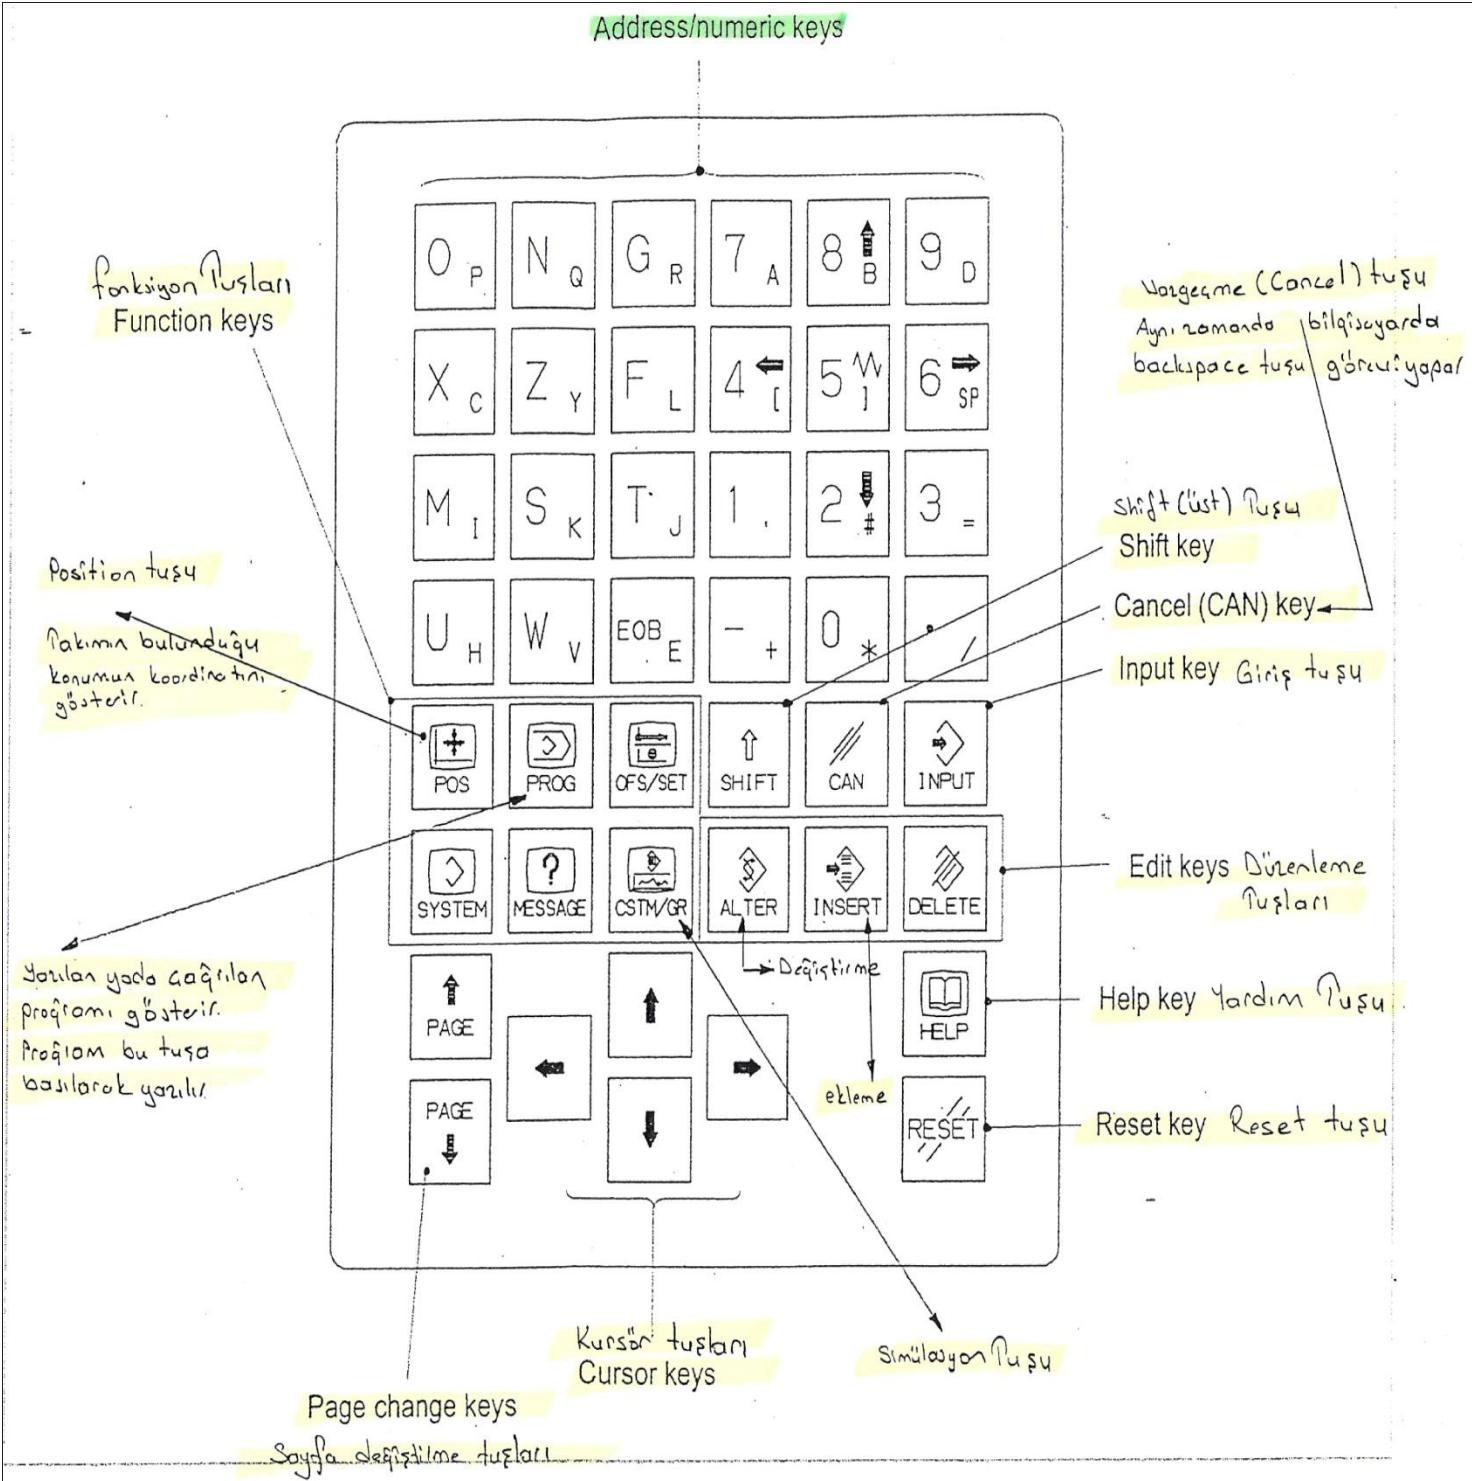 Address/numeric keys
fonksiyon Tuşları
Function keys
O P
N Q
G R
7 A
8 B
9 D
X C
Z Y
F L
4 [
5 ]
6 SP
M I
S K
T J
1 ,
2 #
3 =
U H
W V
EOB E
- +
0 *
. /
Vazgeçme (Cancel) tuşu
Aynı zamanda bilgisayarda
backspace tuşu görevi yapar
Shift (üst) Tuşu
Shift key
Cancel (CAN) key
Input key Giriş tuşu
Position tuşu
Takımın bulunduğu
konumun koordinatını
gösterir.
POS
PROG
OFS/SET
SHIFT
CAN
INPUT
SYSTEM
MESSAGE
CSTM/GR
ALTER
INSERT
DELETE
Edit keys Düzenleme
Tuşları
Değiştirme
ekleme
Yazılan yada çağrılan
programı gösterir.
Program bu tuşa
basılarak yazılır.
PAGE
PAGE
HELP
Help key Yardım Tuşu
RESET
Reset key Reset tuşu
Kursör tuşları
Cursor keys
Simülasyon Tuşu
Page change keys
Sayfa değiştilme tuşları